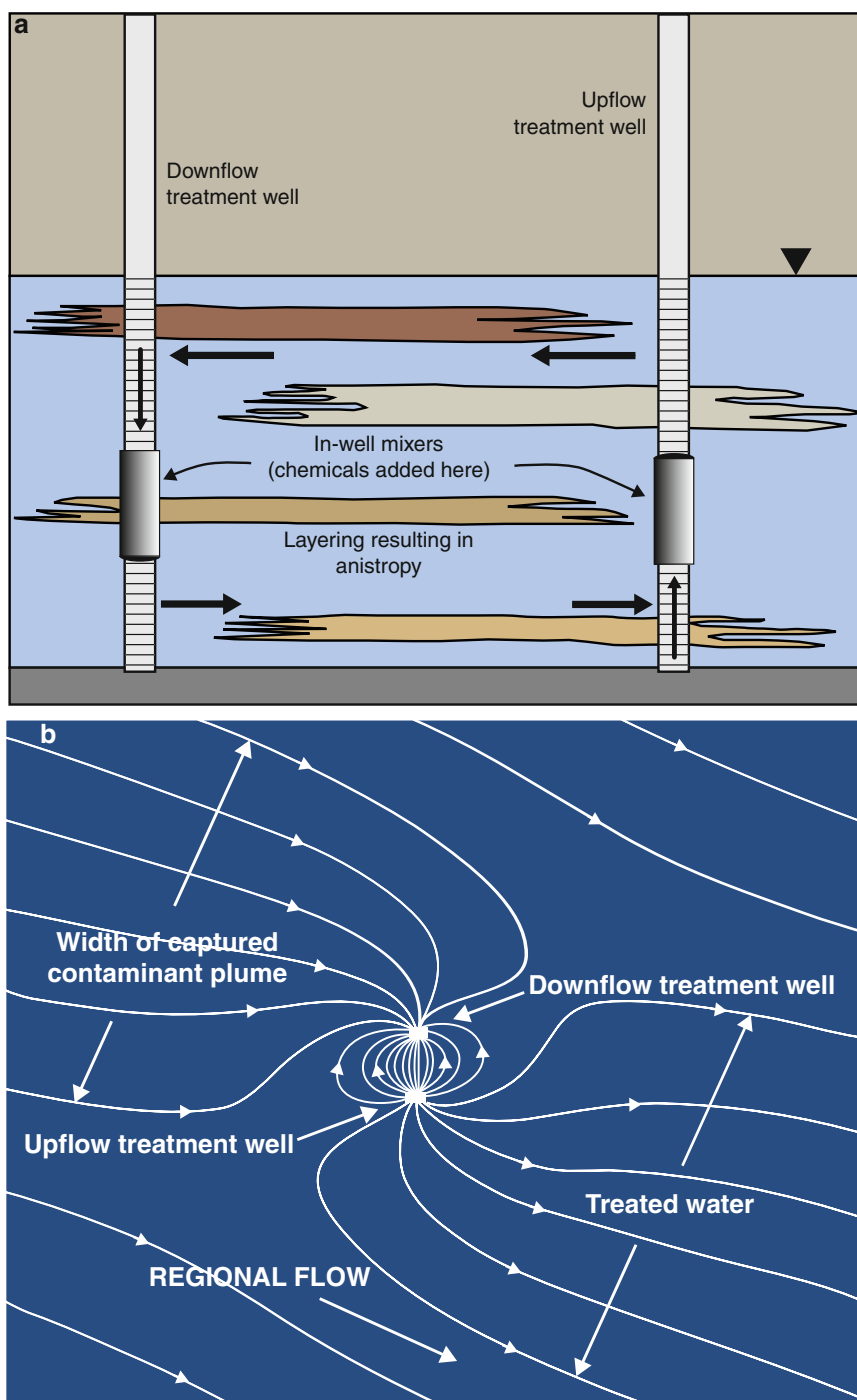 a
Upflow
treatment well
Downflow
treatment well
In-well mixers
(chemicals added here)
Layering resulting in
anistropy
b
Width of captured
contaminant plume
Downflow treatment well
Upflow treatment well
Treated water
REGIONAL FLOW